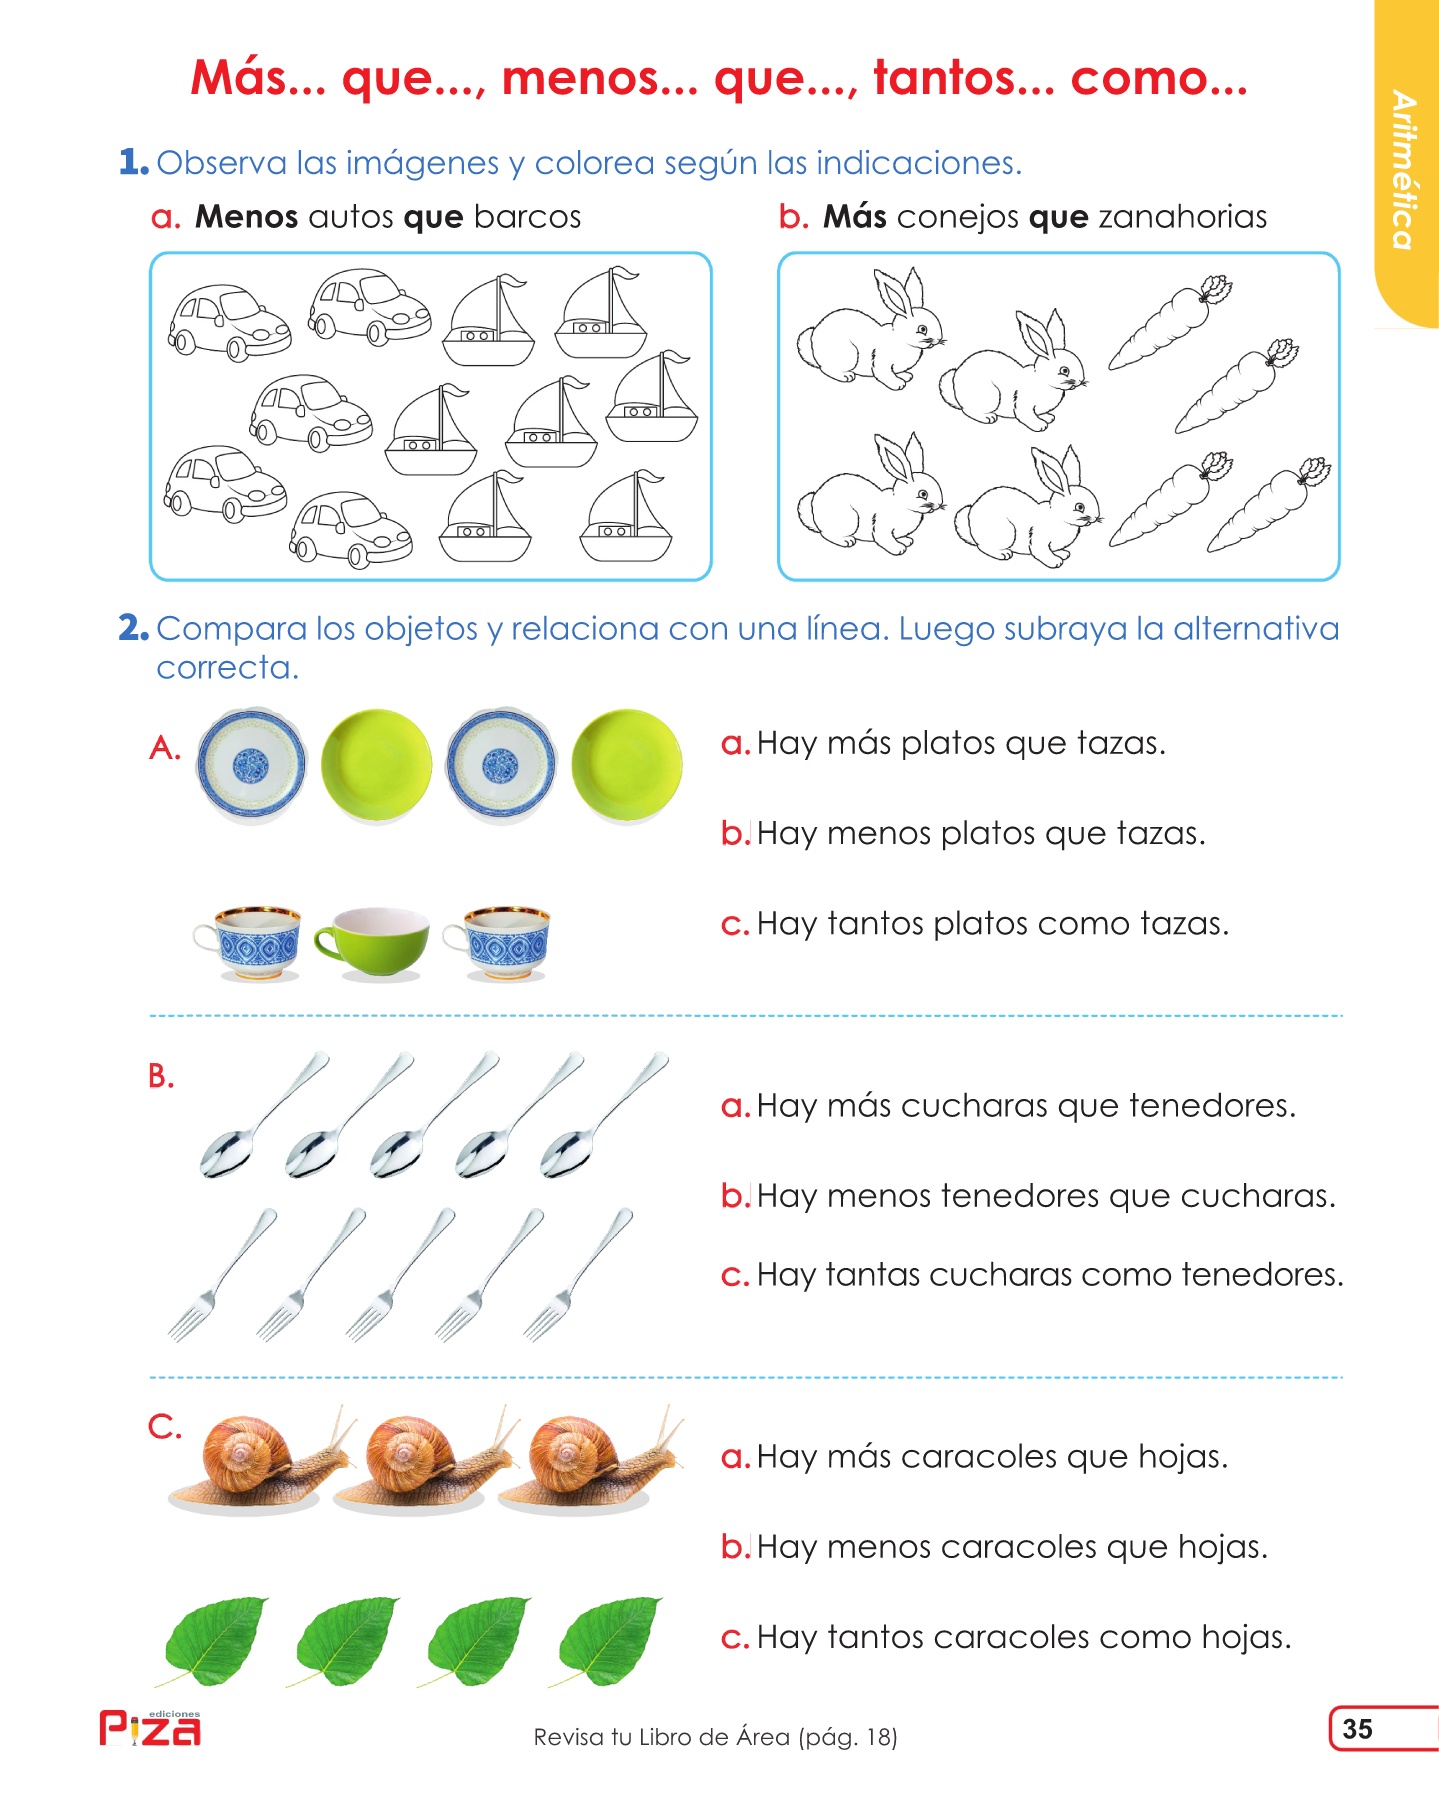 Más... que..., menos... que..., tantos... como...
Aritmética
1. Observa las imágenes y colorea según las indicaciones.
a. Menos autos que barcos
b. Más conejos que zanahorias
2. Compara los objetos y relaciona con una línea. Luego subraya la alternativa
correcta.
A.
a. Hay más platos que tazas.
b. Hay menos platos que tazas.
c. Hay tantos platos como tazas.
B.
a. Hay más cucharas que tenedores.
b. Hay menos tenedores que cucharas.
c. Hay tantas cucharas como tenedores.
C.
a. Hay más caracoles que hojas.
b. Hay menos caracoles que hojas.
c. Hay tantos caracoles como hojas.
ediciones
Piza
Revisa tu Libro de Área (pág. 18)
35